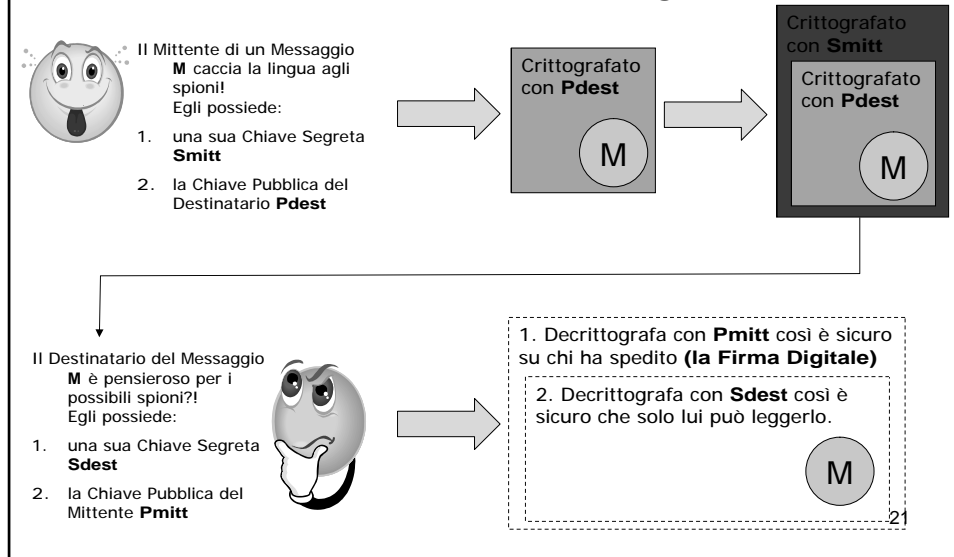 Il Mittente di un Messaggio
M caccia la lingua agli
spioni!
Egli possiede:
1. una sua Chiave Segreta
Smitt
2. la Chiave Pubblica del
Destinatario Pdest
Crittografato
con Pdest
M
Crittografato
con Smitt
Crittografato
con Pdest
M
Il Destinatario del Messaggio
M è pensieroso per i
possibili spioni?!
Egli possiede:
1. una sua Chiave Segreta
Sdest
2. la Chiave Pubblica del
Mittente Pmitt
1. Decrittografa con Pmitt così è sicuro
su chi ha spedito (la Firma Digitale)
2. Decrittografa con Sdest così è
sicuro che solo lui può leggerlo.
M
21